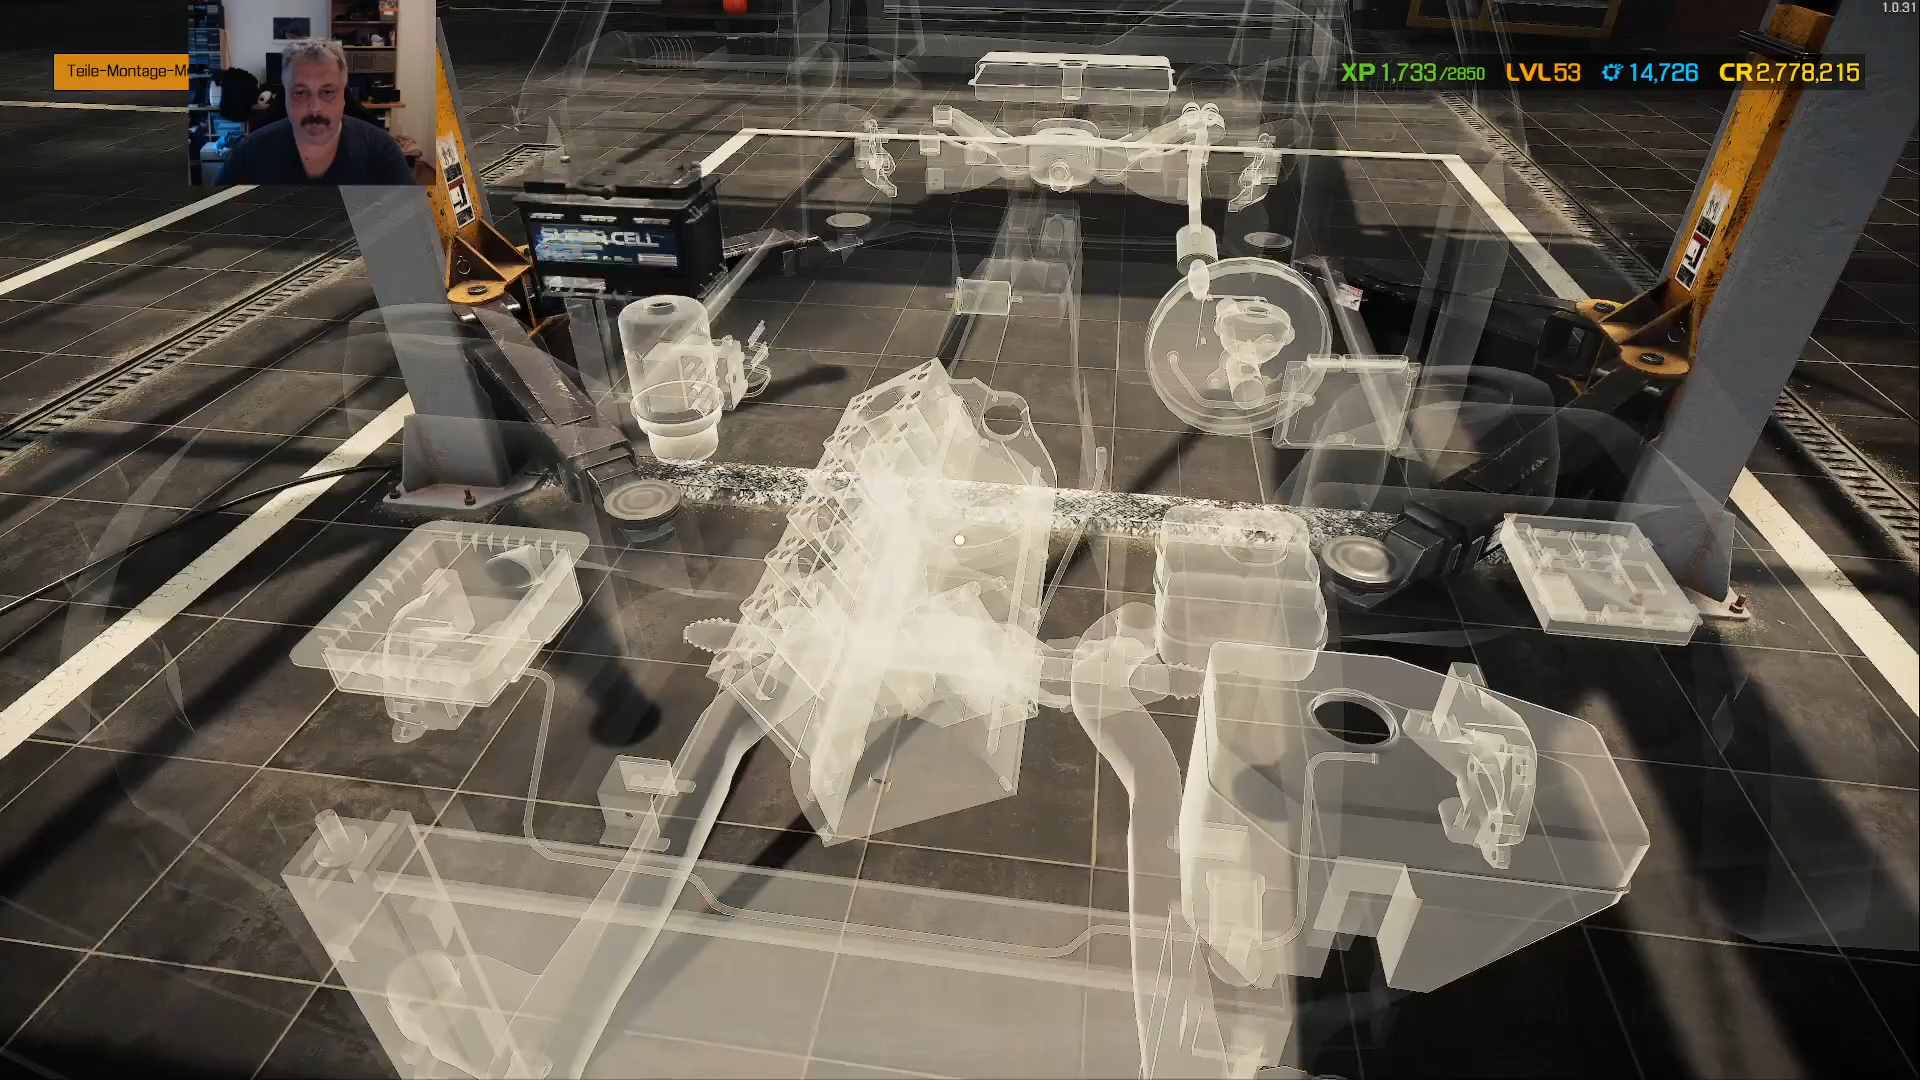 1.0.31
Teile-Montage-M
XP 1,733/2850 LVL 53 14,726 CR 2,778,215
SUPER CELL